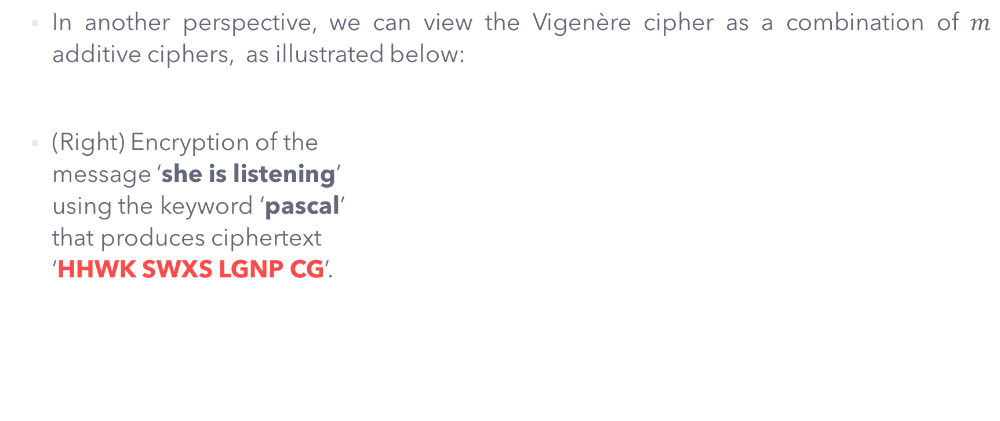 ▪ In another perspective, we can view the Vigenère cipher as a combination of m
additive ciphers, as illustrated below:
▪ (Right) Encryption of the
message ‘she is listening’
using the keyword ‘pascal’
that produces ciphertext
‘HHWK SWXS LGNP CG’.